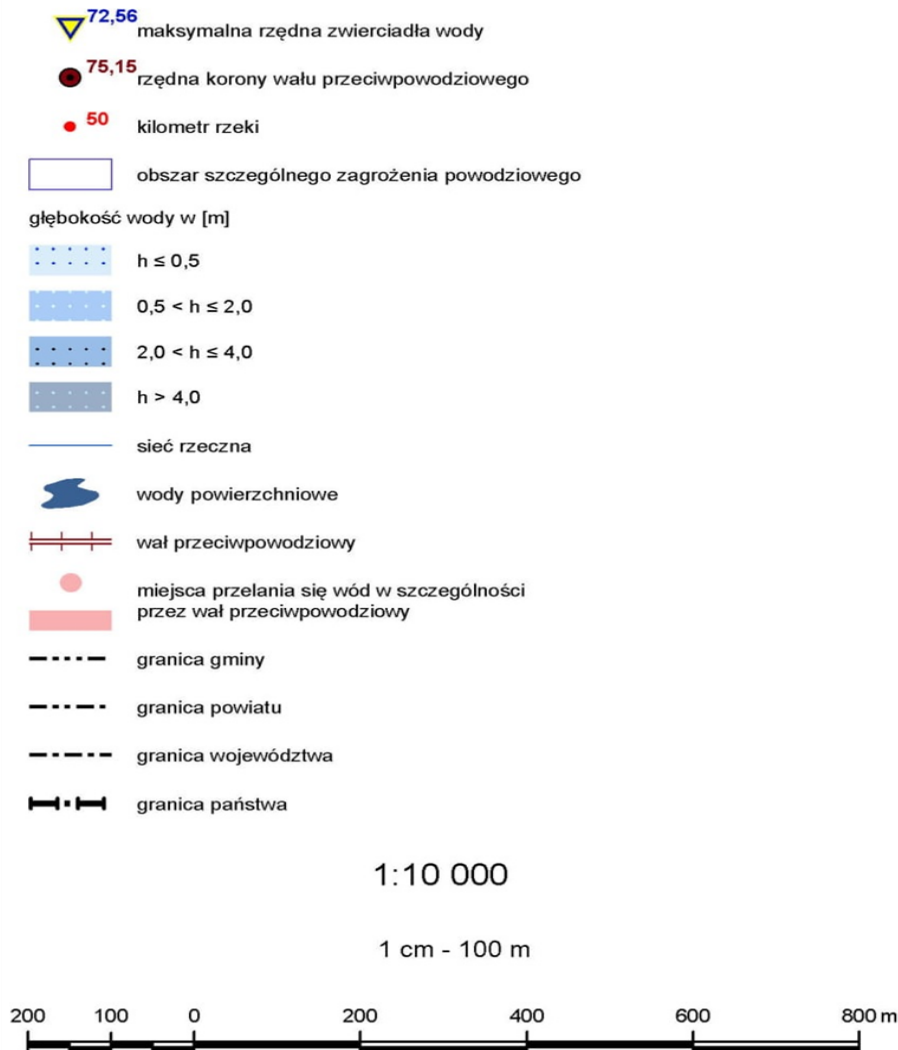 72,56 maksymalna rzędna zwierciadła wody
75,15 rzędna korony wału przeciwpowodziowego
50 kilometr rzeki
obszar szczególnego zagrożenia powodziowego
głębokość wody w [m]
h ≤ 0,5
0,5 < h ≤ 2,0
2,0 < h ≤ 4,0
h > 4,0
sieć rzeczna
wody powierzchniowe
wał przeciwpowodziowy
miejsca przelania się wód w szczególności
przez wał przeciwpowodziowy
granica gminy
granica powiatu
granica województwa
granica państwa
1:10 000
1 cm - 100 m
200 100 0 200 400 600 800 m